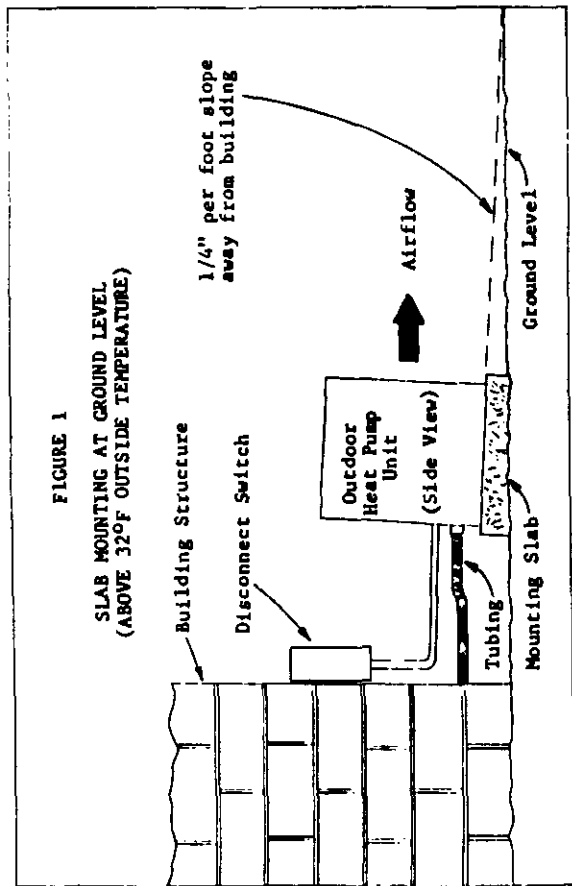 FIGURE 1
SLAB MOUNTING AT GROUND LEVEL
(ABOVE 32°F OUTSIDE TEMPERATURE)
Building Structure
Disconnect Switch
1/4" per foot slope
away from building
Airflow
Outdoor
Heat Pump
Unit
(Side View)
Tubing
Mounting Slab
Ground Level